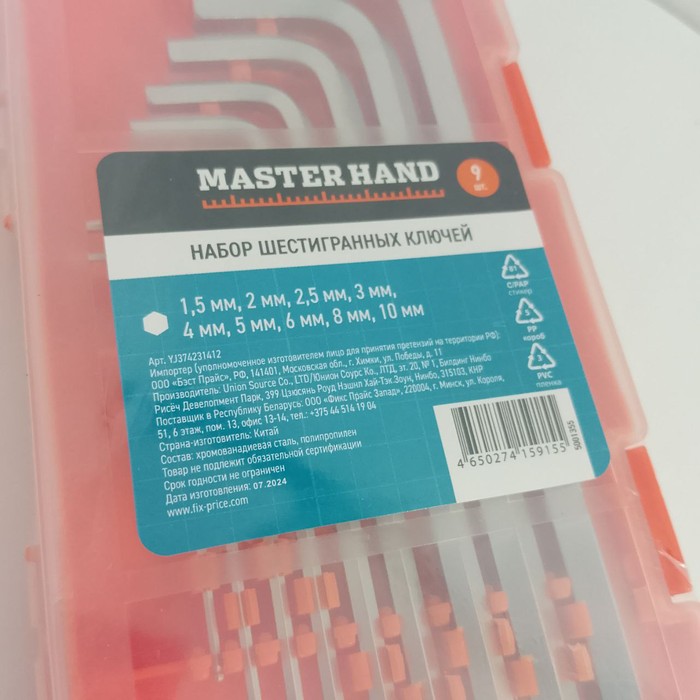 MASTER HAND
9
шт.
НАБОР ШЕСТИГРАННЫХ КЛЮЧЕЙ
1,5 мм, 2 мм, 2,5 мм, 3 мм,
4 мм, 5 мм, 6 мм, 8 мм, 10 мм
81
C/PAP
стикер
5
PP
короб
3
PVC
пленка
Арт. YJ374231412
Импортер (уполномоченное изготовителем лицо для принятия претензий на территории РФ):
ООО «Бэст Прайс», РФ, 141401, Московская обл., г. Химки, ул. Победы, д. 11
Производитель: Union Source Co., LTD/Юнион Соурс Ко., ЛТД, эт. 20, № 1, Билдинг Нинбо
Рисёч Девелопмент Парк, 399 Цзюсянь Роуд Нэшнл Хай-Тэк Зоун, Нинбо, 315103, КНР
Поставщик в Республику Беларусь: ООО «Фикс Прайс Запад», 220004, г. Минск, ул. Короля,
51, 6 этаж, пом. 13, офис 13-14, тел.: +375 44 514 19 04
Страна-изготовитель: Китай
Состав: хромованадиевая сталь, полипропилен
Товар не подлежит обязательной сертификации
Срок годности не ограничен
Дата изготовления: 07.2024
www.fix-price.com
4 650274 159155
5001355